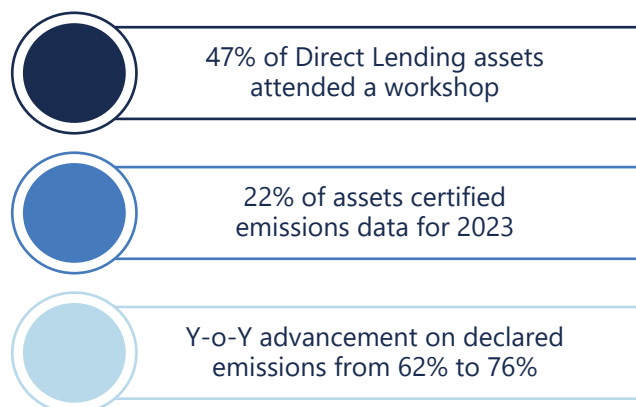 47% of Direct Lending assets
attended a workshop
22% of assets certified
emissions data for 2023
Y-o-Y advancement on declared
emissions from 62% to 76%